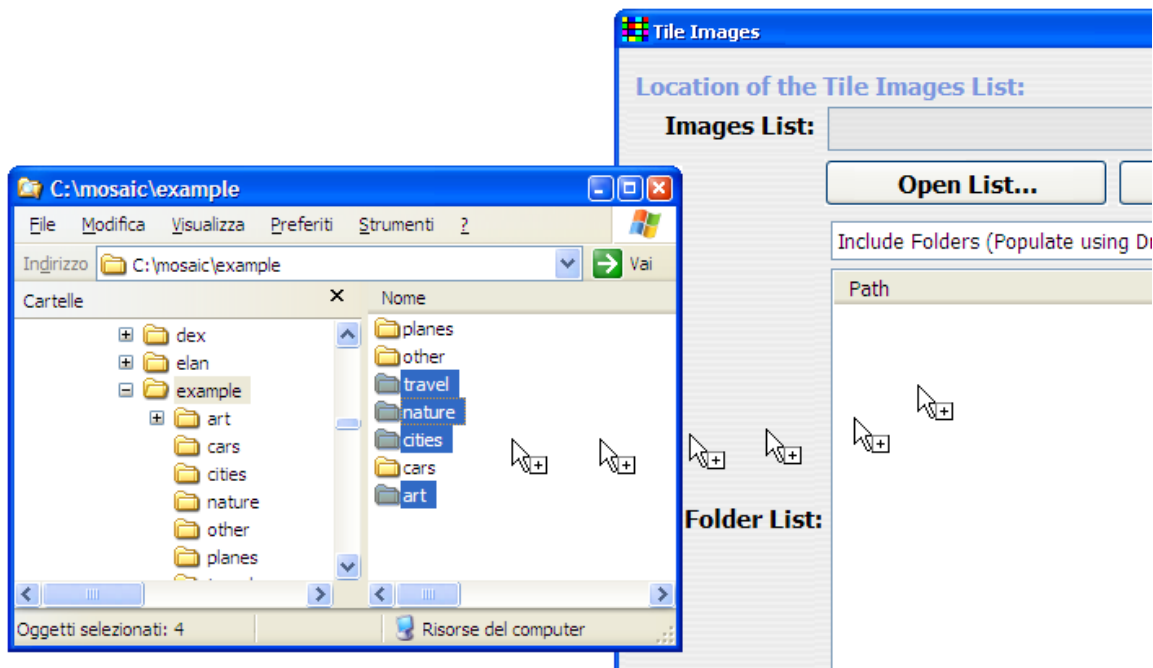 Tile Images
Location of the Tile Images List:
Images List:
Open List...
Include Folders (Populate using
Path
Folder List:
C:\mosaic\example
File Modifica Visualizza Preferiti Strumenti ?
Indirizzo C:\mosaic\example Vai
Cartelle
dex
elan
example
art
cars
cities
nature
other
planes
Nome
planes
other
travel
nature
cities
cars
art
Oggetti selezionati: 4
Risorse del computer